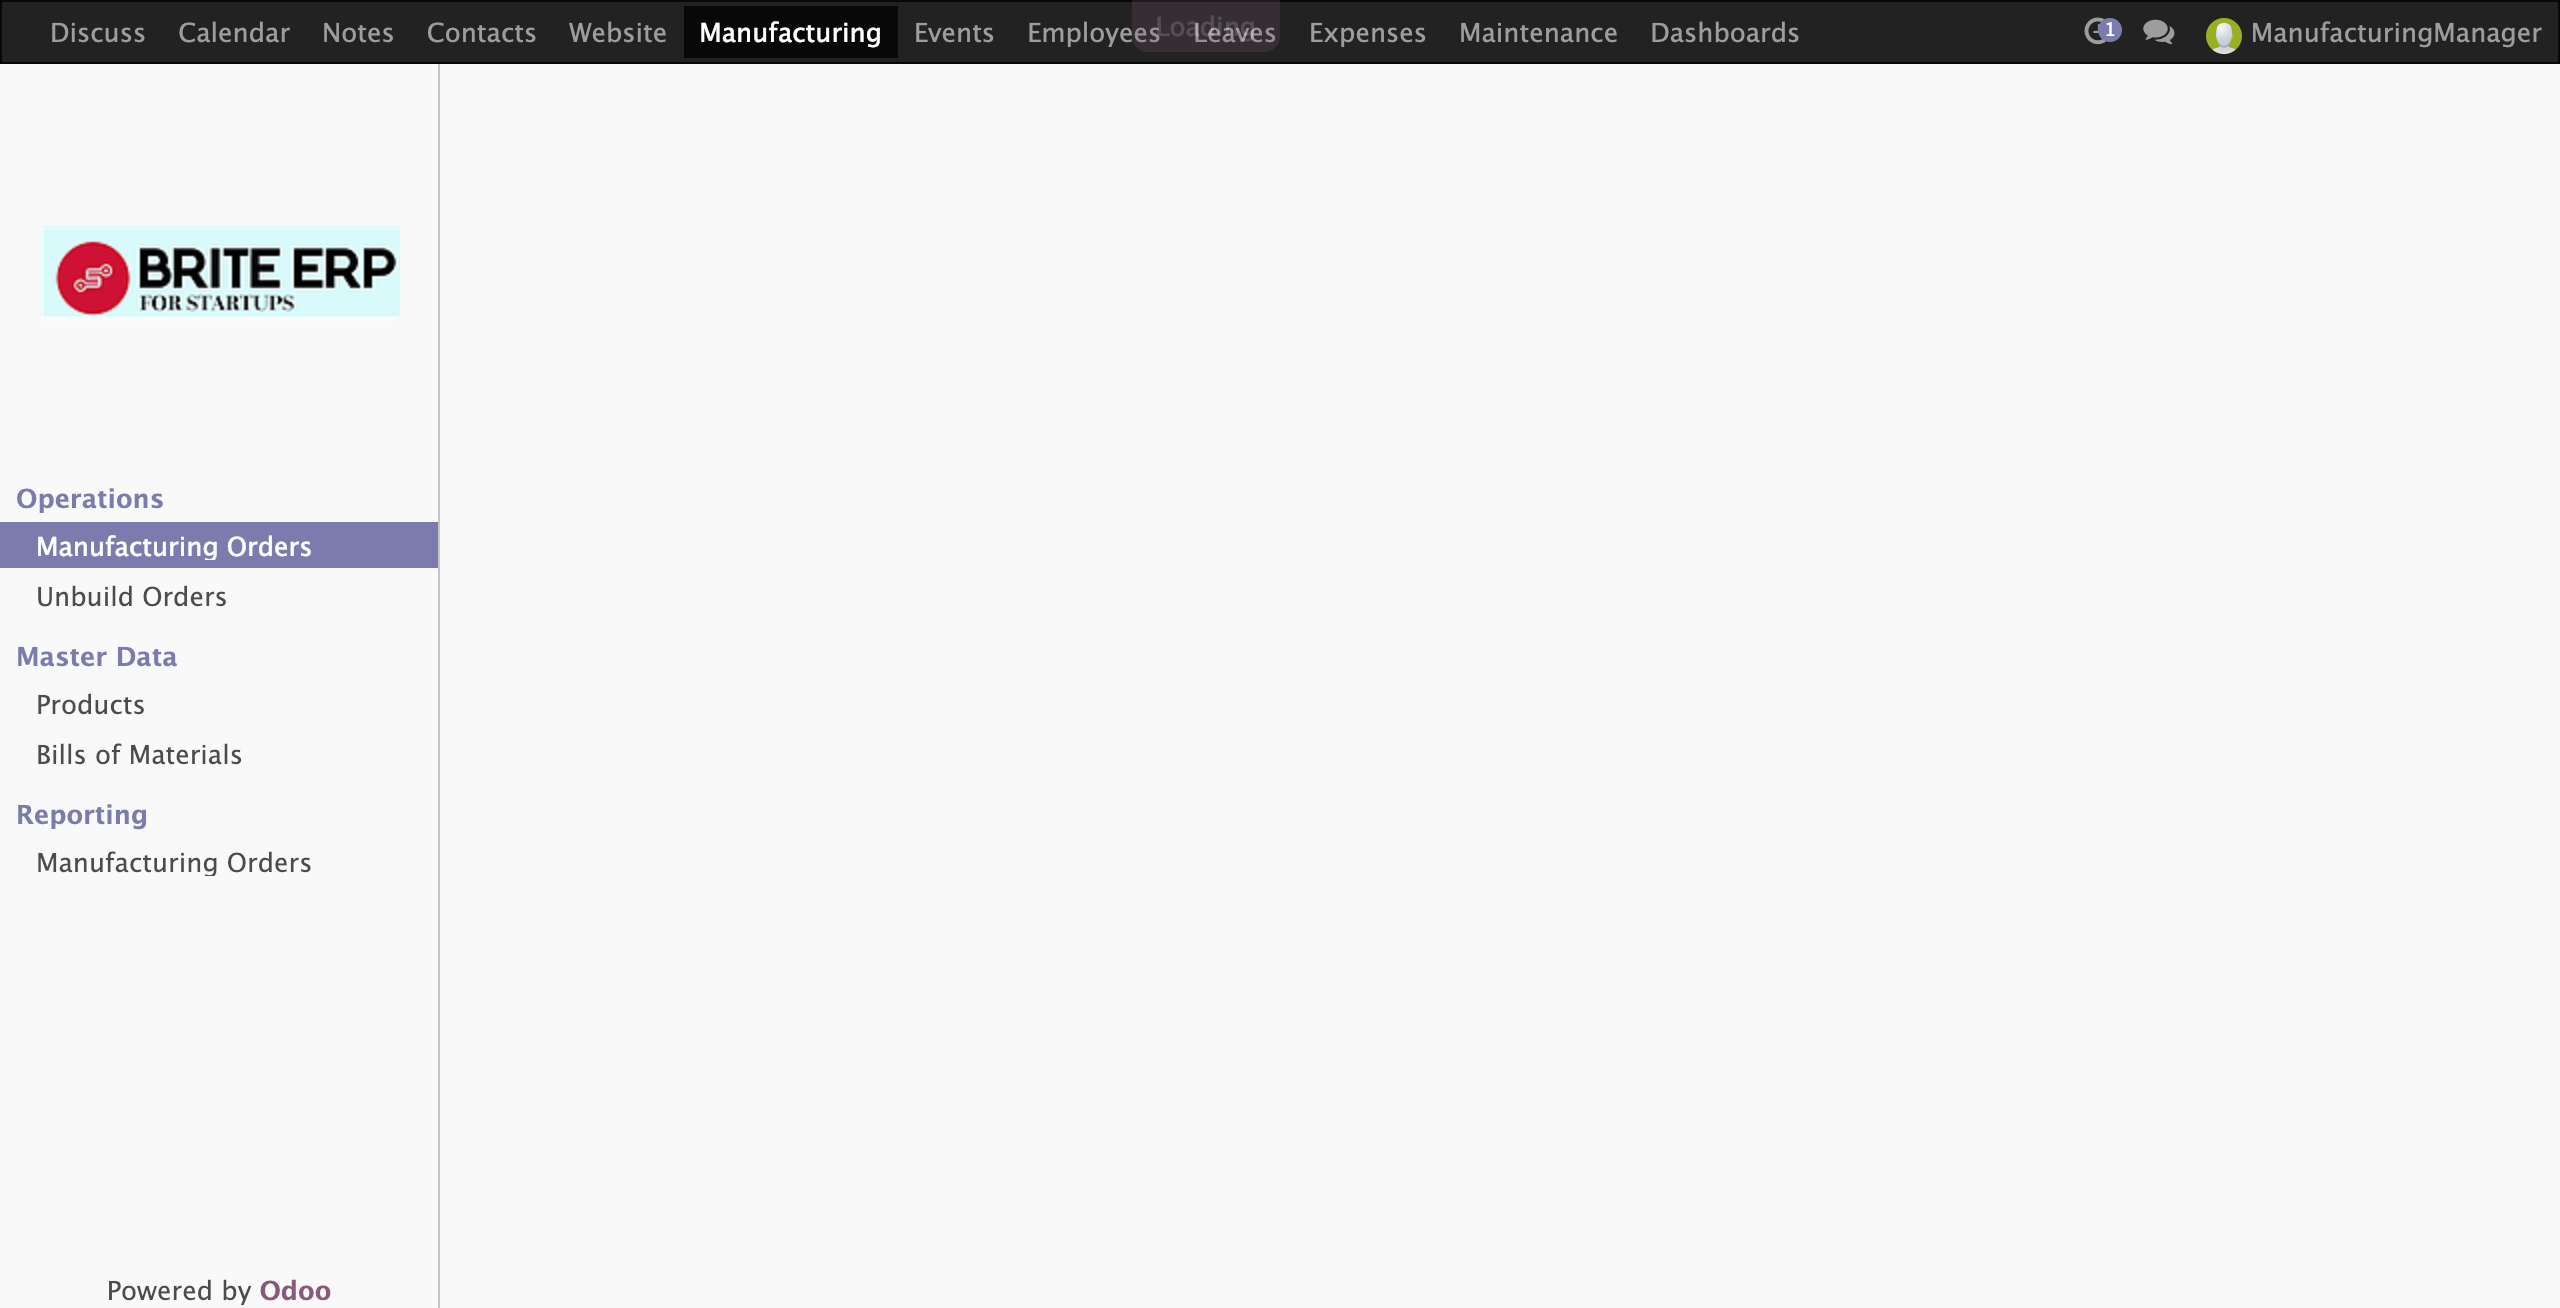 Discuss Calendar Notes Contacts Website Manufacturing Events Employees Leaves Expenses Maintenance Dashboards 1 ManufacturingManager
Loading
BRITE ERP
FOR STARTUPS
Operations
Manufacturing Orders
Unbuild Orders
Master Data
Products
Bills of Materials
Reporting
Manufacturing Orders
Powered by Odoo